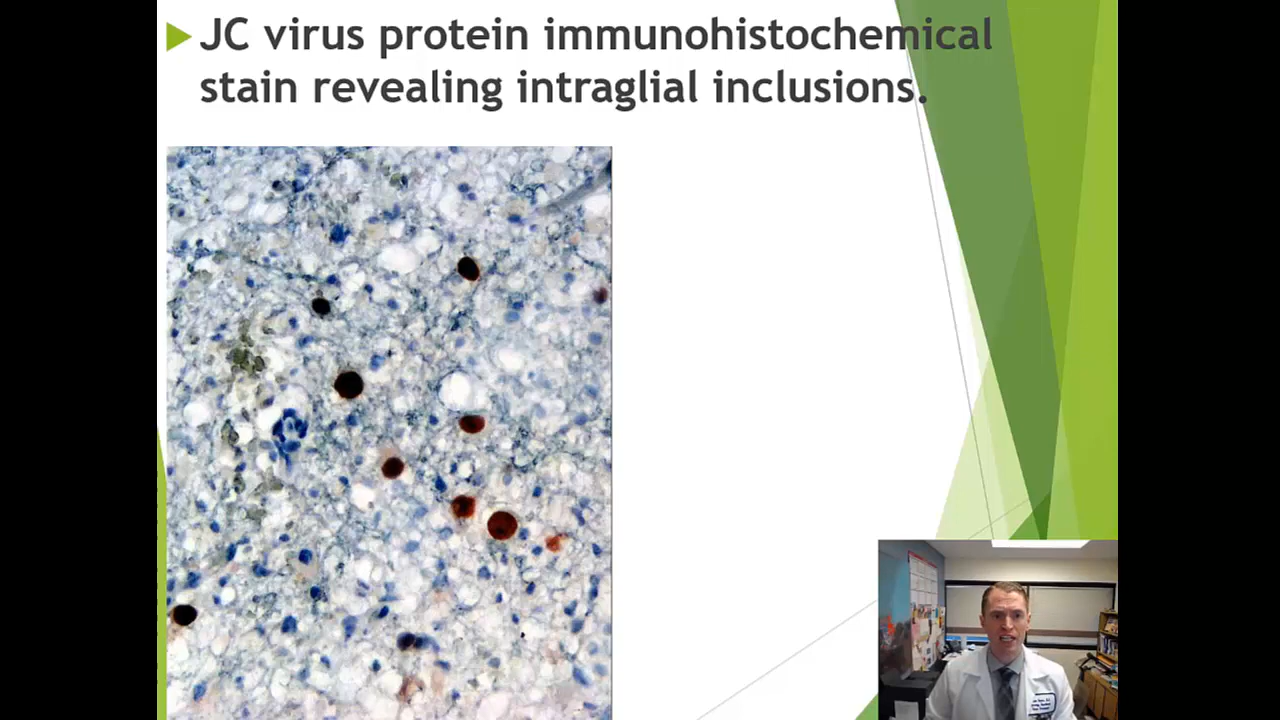 JC virus protein immunohistochemical
stain revealing intraglial inclusions.